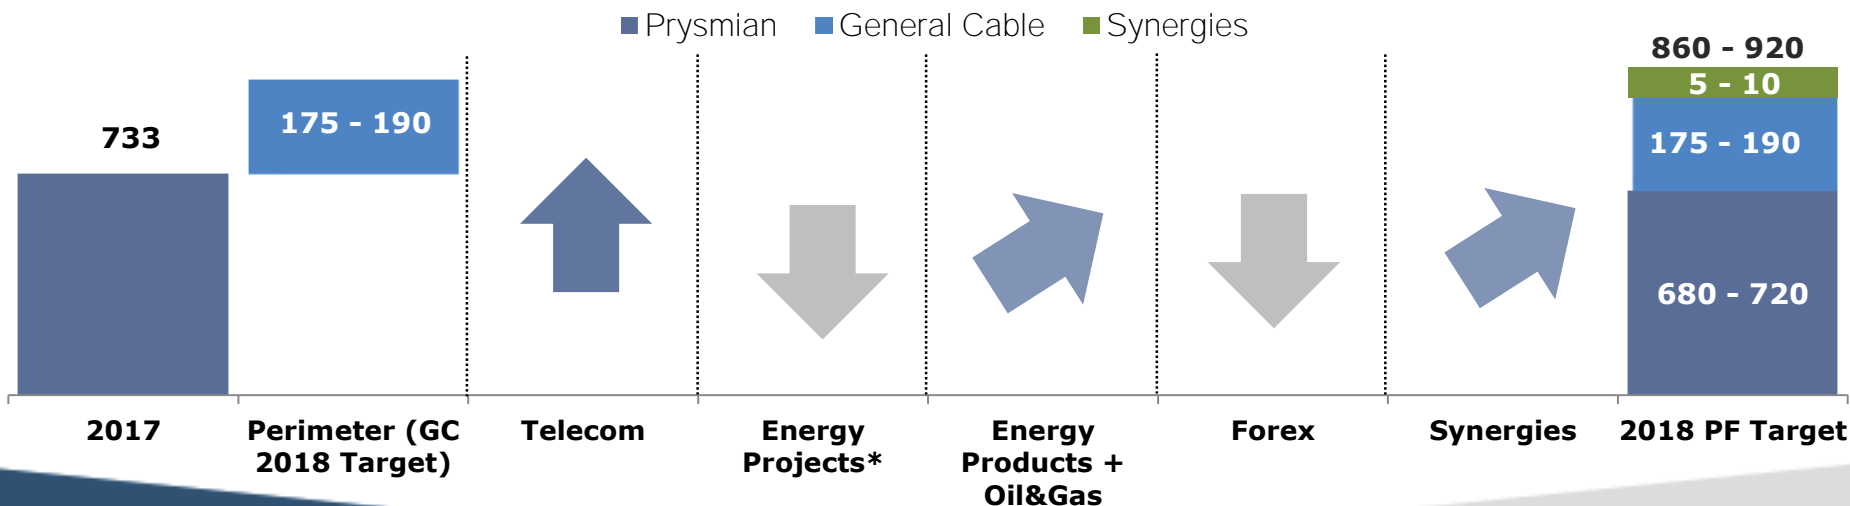 Prysmian General Cable Synergies
860 - 920
5 - 10
733
175 - 190
175 - 190
680 - 720
2017
Perimeter (GC
2018 Target)
Telecom
Energy
Projects*
Energy
Products +
Oil&Gas
Forex
Synergies
2018 PF Target